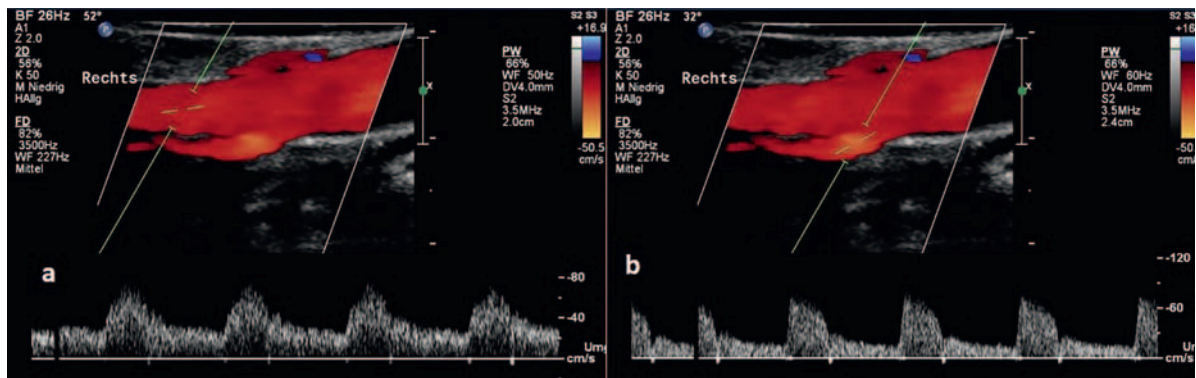 BF 26Hz 52°
A1
Z 2.0
2D
56%
K 50
M Niedrig
HAllg
FD
82%
3500Hz
WF 227Hz
Mittel
Rechts
S2 S3
+16.9
PW
66%
WF 50Hz
DV4.0mm
S2
3.5MHz
2.0cm
x
-50.5
cm/s
a
-80
-40
cm/s
BF 26Hz 32°
A1
Z 2.0
2D
56%
K 50
M Niedrig
HAllg
FD
82%
3500Hz
WF 227Hz
Mittel
Rechts
S2 S3
+16
PW
66%
WF 60Hz
DV4.0mm
S2
3.5MHz
2.4cm
x
-50.
cm/s
b
-120
-60
cm/s